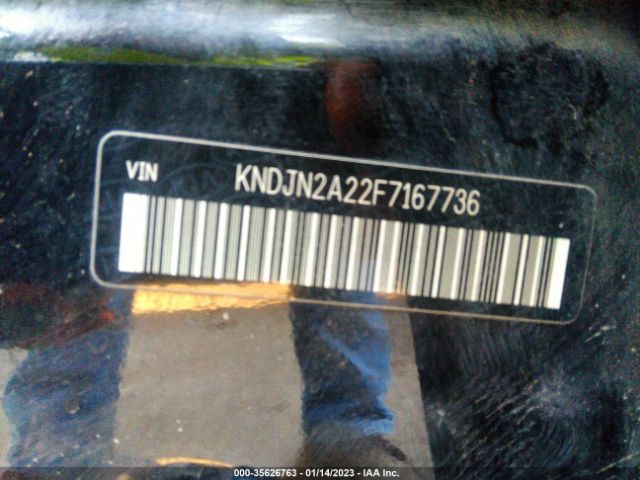 VIN
KNDJN2A22F7167736
000-35626763 - 01/14/2023 - IAA Inc.